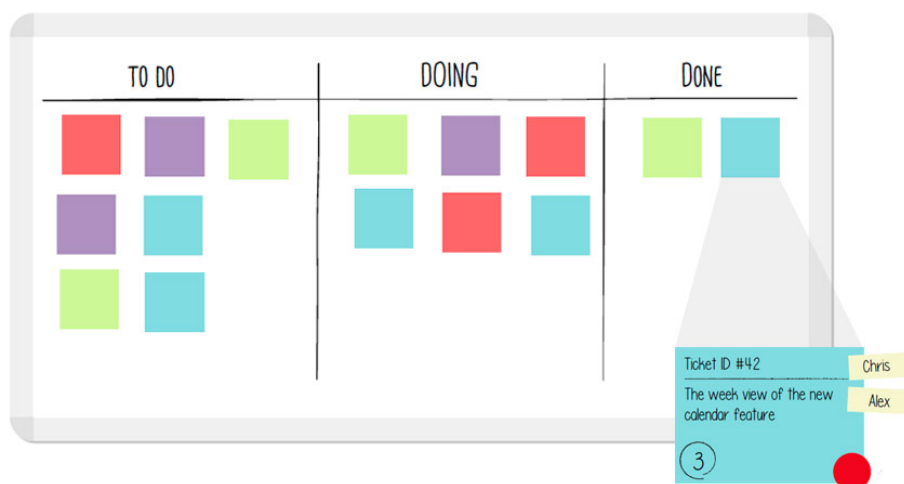 TO DO
DOING
DONE
Ticket ID #42
Chris
The week view of the new
calendar feature
Alex
3